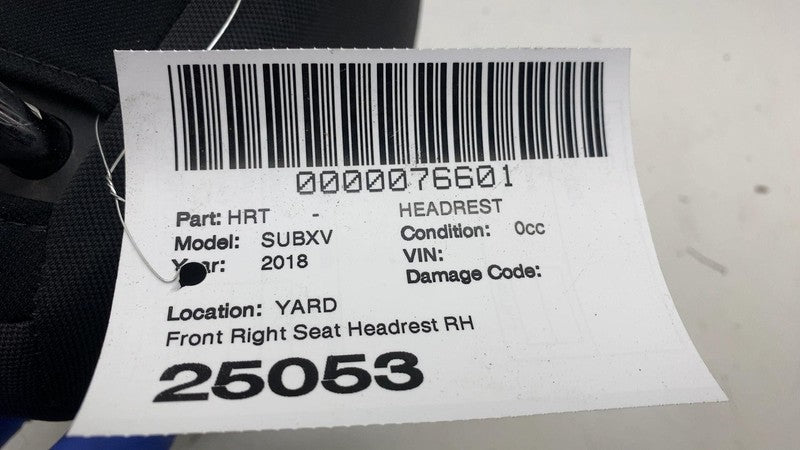 0000076601
Part: HRT - HEADREST
Model: SUBXV Condition: 0cc
2018 VIN:
Damage Code:
Location: YARD
Front Right Seat Headrest RH
25053